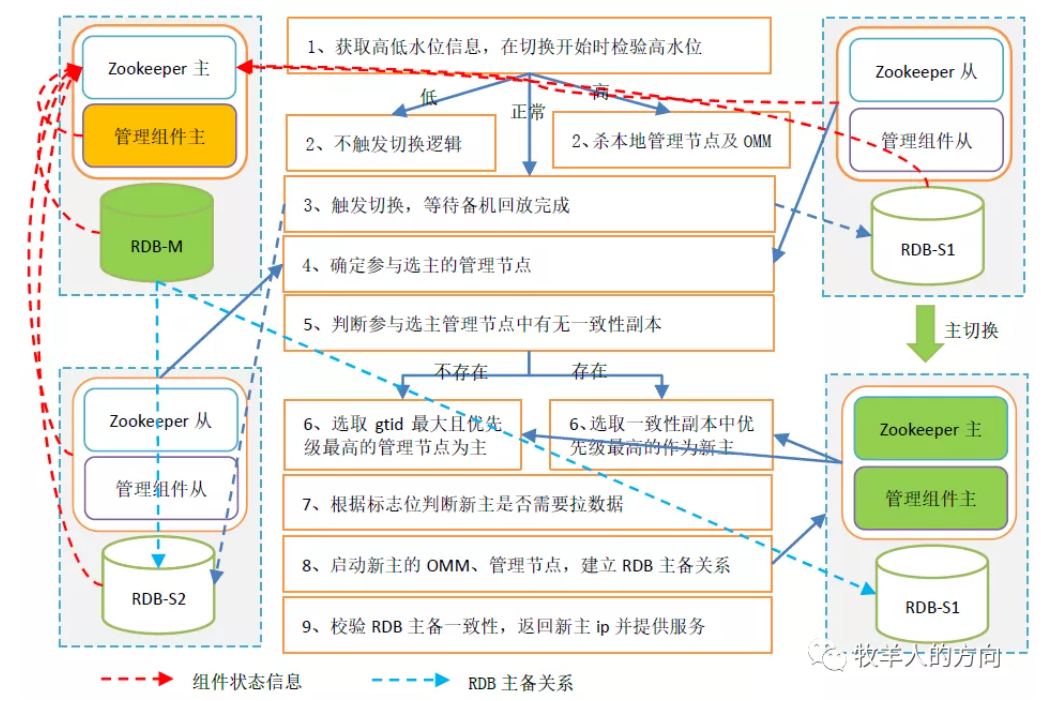 1、获取高低水位信息，在切换开始时检验高水位
Zookeeper 主
管理组件主
RDB-M
Zookeeper 从
管理组件从
RDB-S1
低
正常
高
2、不触发切换逻辑
2、杀本地管理节点及 OMM
3、触发切换，等待备机回放完成
4、确定参与选主的管理节点
5、判断参与选主管理节点中有无一致性副本
主切换
不存在
存在
Zookeeper 从
管理组件从
RDB-S2
6、选取 gtid 最大且优先
级最高的管理节点为主
6、选取一致性副本中优
先级最高的作为新主
Zookeeper 主
管理组件主
RDB-S1
7、根据标志位判断新主是否需要拉数据
8、启动新主的 OMM、管理节点，建立 RDB 主备关系
9、校验 RDB 主备一致性，返回新主 ip 并提供服务
牧羊人的方向
组件状态信息
RDB 主备关系